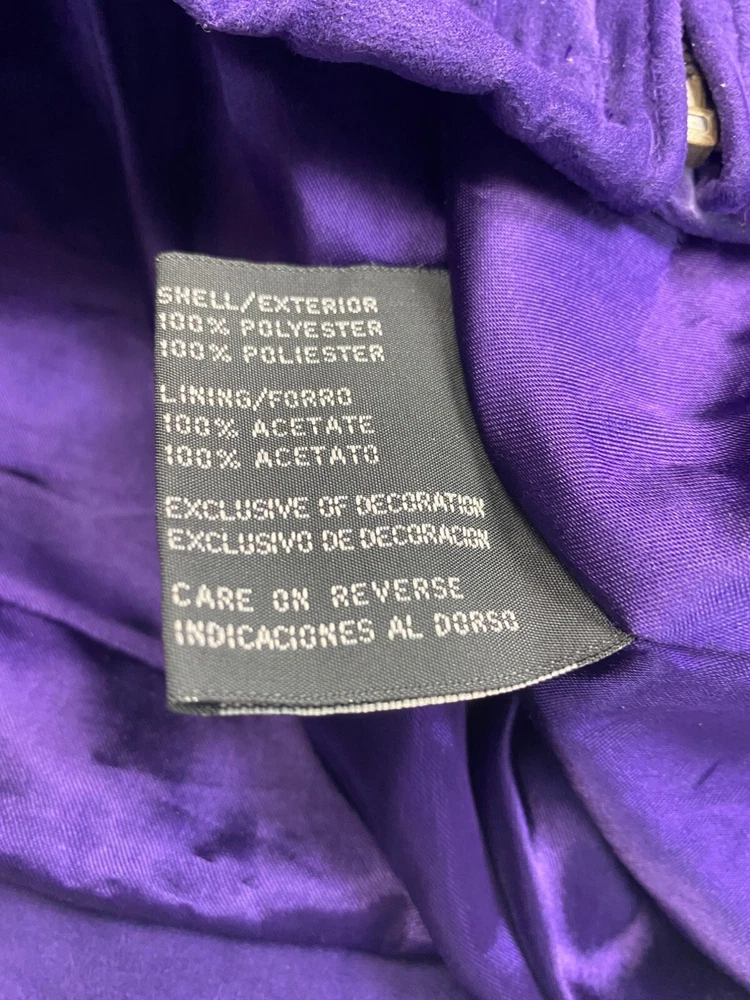 SHELL/EXTERIOR
100% POLYESTER
100% POLIESTER
LINING/FORRO
100% ACETATE
100% ACETATO
EXCLUSIVE OF DECORATION
EXCLUSIVO DE DECORACION
CARE ON REVERSE
INDICACIONES AL DORSO